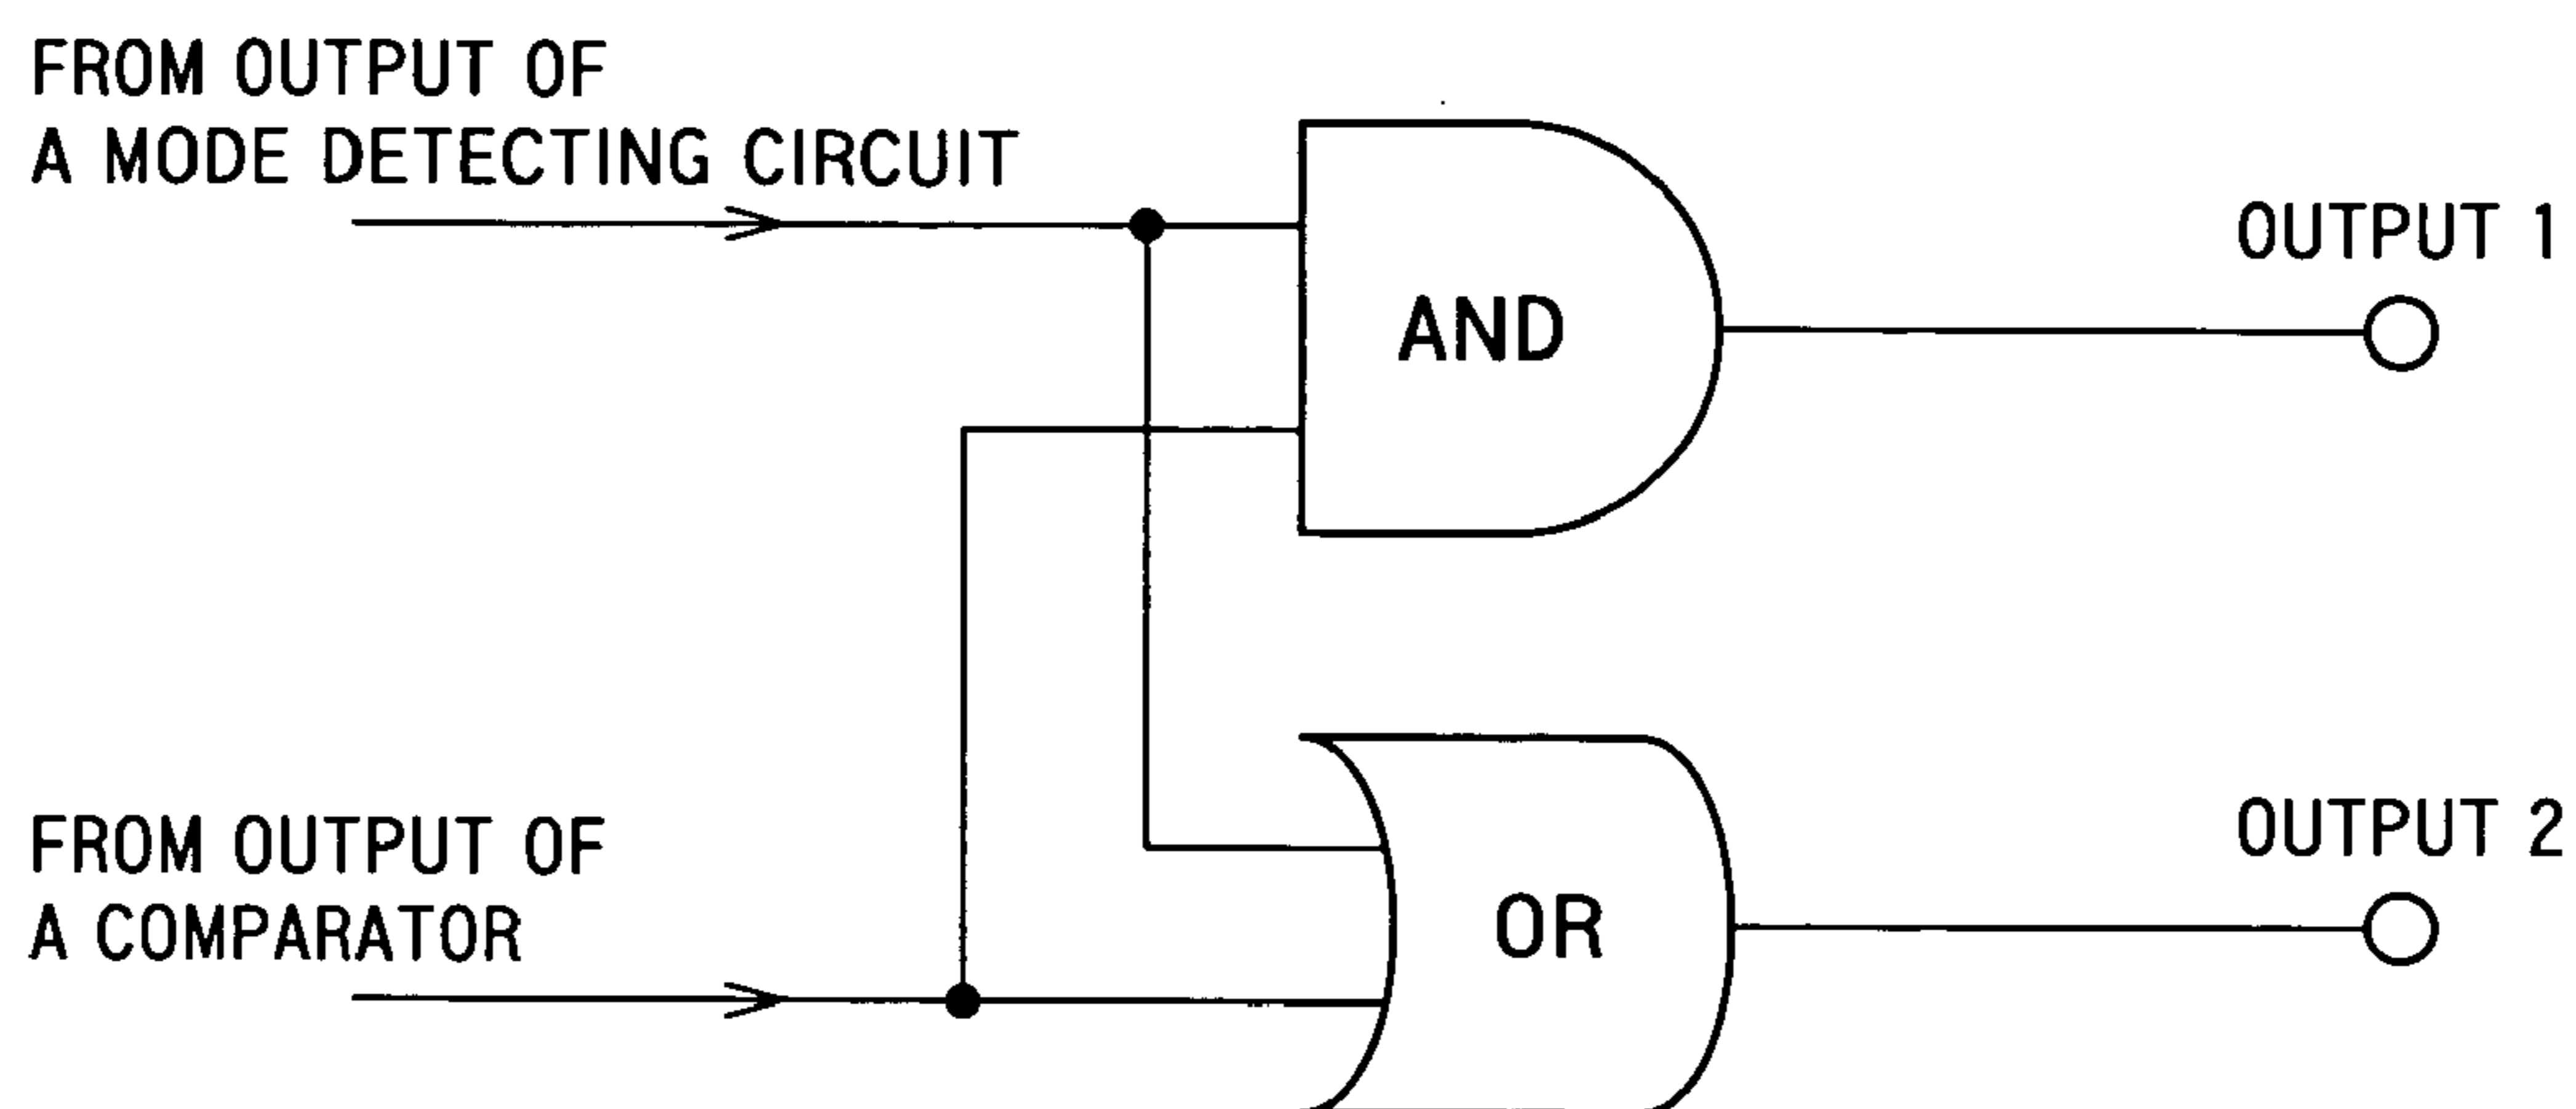 FROM OUTPUT OF
A MODE DETECTING CIRCUIT
OUTPUT 1
AND
FROM OUTPUT OF
A COMPARATOR
OUTPUT 2
OR